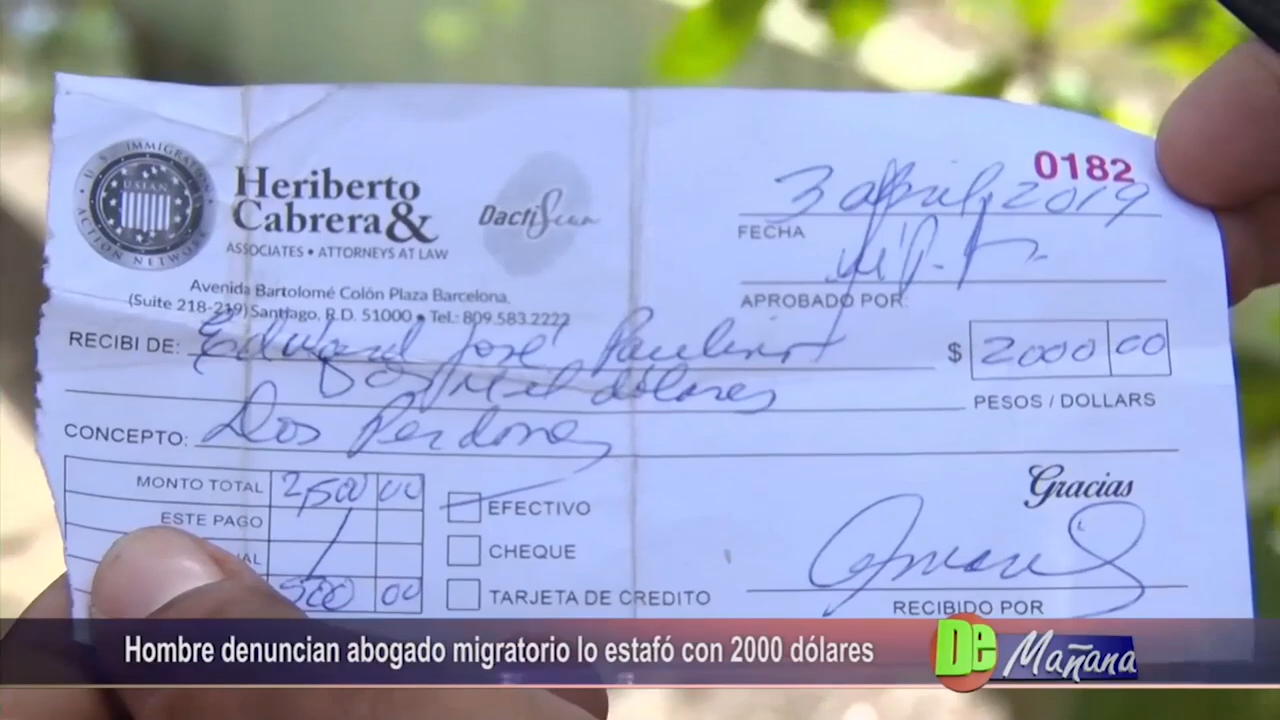 0182
U.S. IMMIGRATION
USIAN
ACTION NETWORK
Heriberto
Cabrera &
ASSOCIATES • ATTORNEYS AT LAW
DactiScan
Avenida Bartolomé Colón Plaza Barcelona,
(Suite 218-219) Santiago, R.D. 51000 • Tel.: 809.583.2222
3 april, 2019
FECHA
APROBADO POR:
RECIBI DE: José Paulino
$ 2000 00
Dos Mil dólares
PESOS / DOLLARS
CONCEPTO: Dos Perdones
MONTO TOTAL 2,500 00
ESTE PAGO
500 00
EFECTIVO
CHEQUE
TARJETA DE CREDITO
Gracias
RECIBIDO POR
Hombre denuncian abogado migratorio lo estafó con 2000 dólares
De Mañana